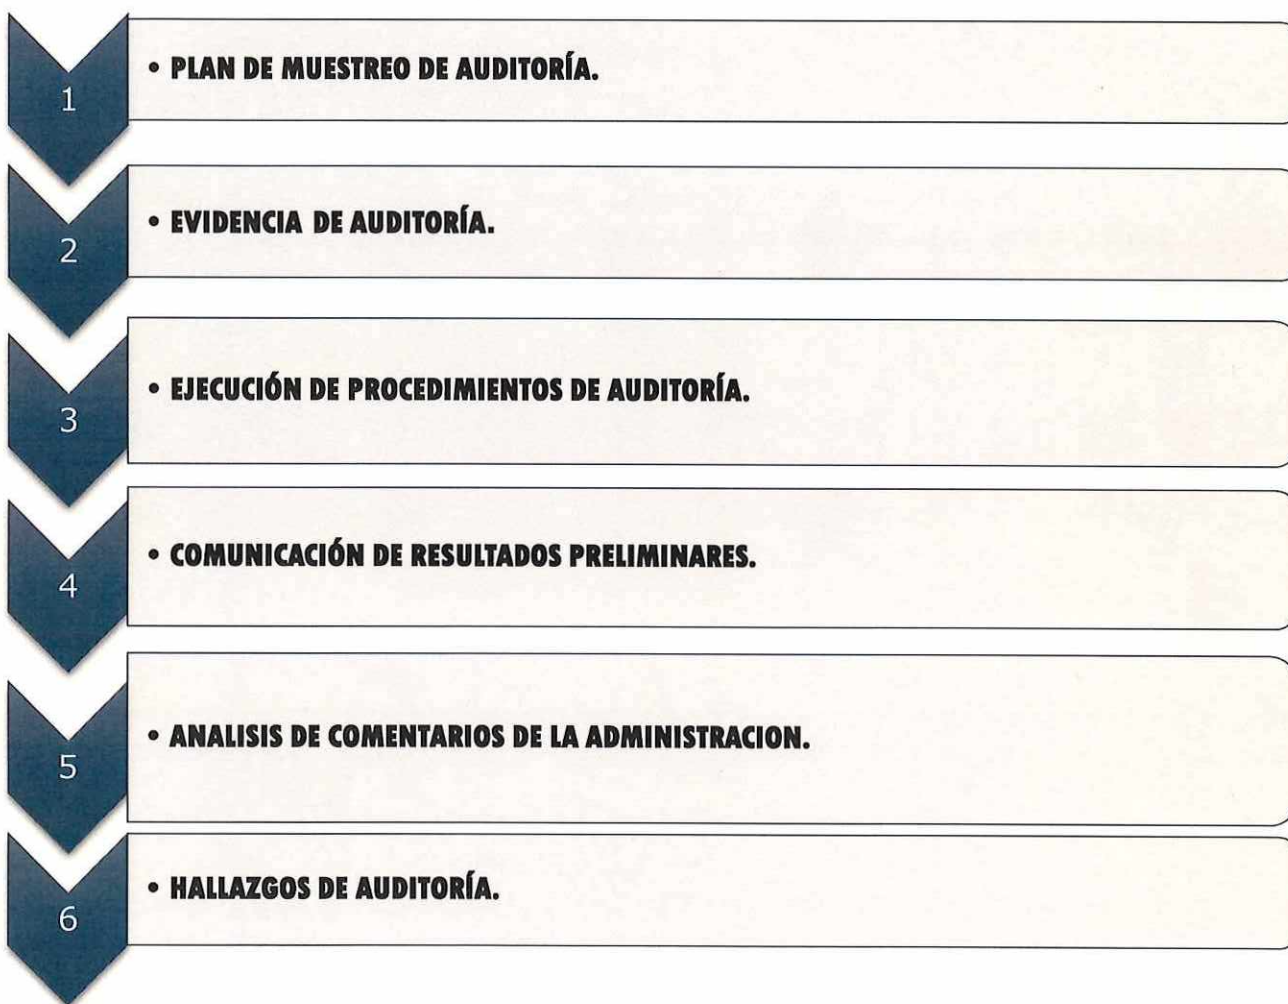 1
• PLAN DE MUESTREO DE AUDITORÍA.
2
• EVIDENCIA DE AUDITORÍA.
3
• EJECUCIÓN DE PROCEDIMIENTOS DE AUDITORÍA.
4
• COMUNICACIÓN DE RESULTADOS PRELIMINARES.
5
• ANALISIS DE COMENTARIOS DE LA ADMINISTRACION.
6
• HALLAZGOS DE AUDITORÍA.